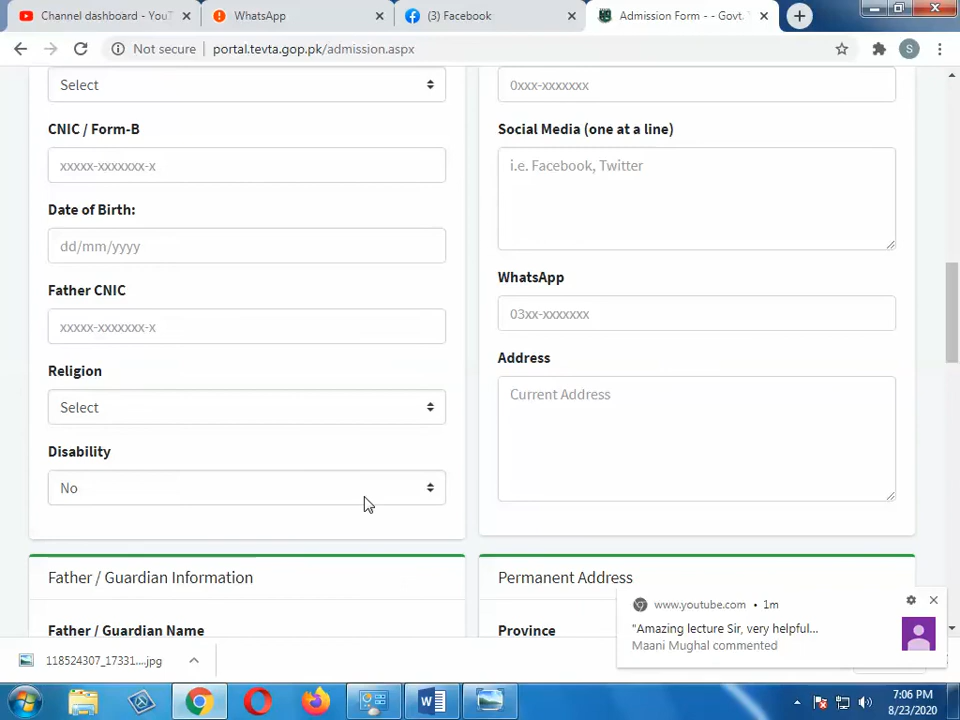 Channel dashboard - YouT
WhatsApp
(3) Facebook
Admission Form - - Govt.
Not secure
portal.tevta.gop.pk/admission.aspx
S
Select
CNIC / Form-B
xxxxx-xxxxxxx-x
Date of Birth:
dd/mm/yyyy
Father CNIC
xxxxx-xxxxxxx-x
Religion
Select
Disability
No
0xxx-xxxxxxx
Social Media (one at a line)
i.e. Facebook, Twitter
WhatsApp
03xx-xxxxxxx
Address
Current Address
Father / Guardian Information
Father / Guardian Name
Permanent Address
Province
www.youtube.com • 1m
"Amazing lecture Sir, very helpful...
Maani Mughal commented
118524307_17331....jpg
7:06 PM
8/23/2020